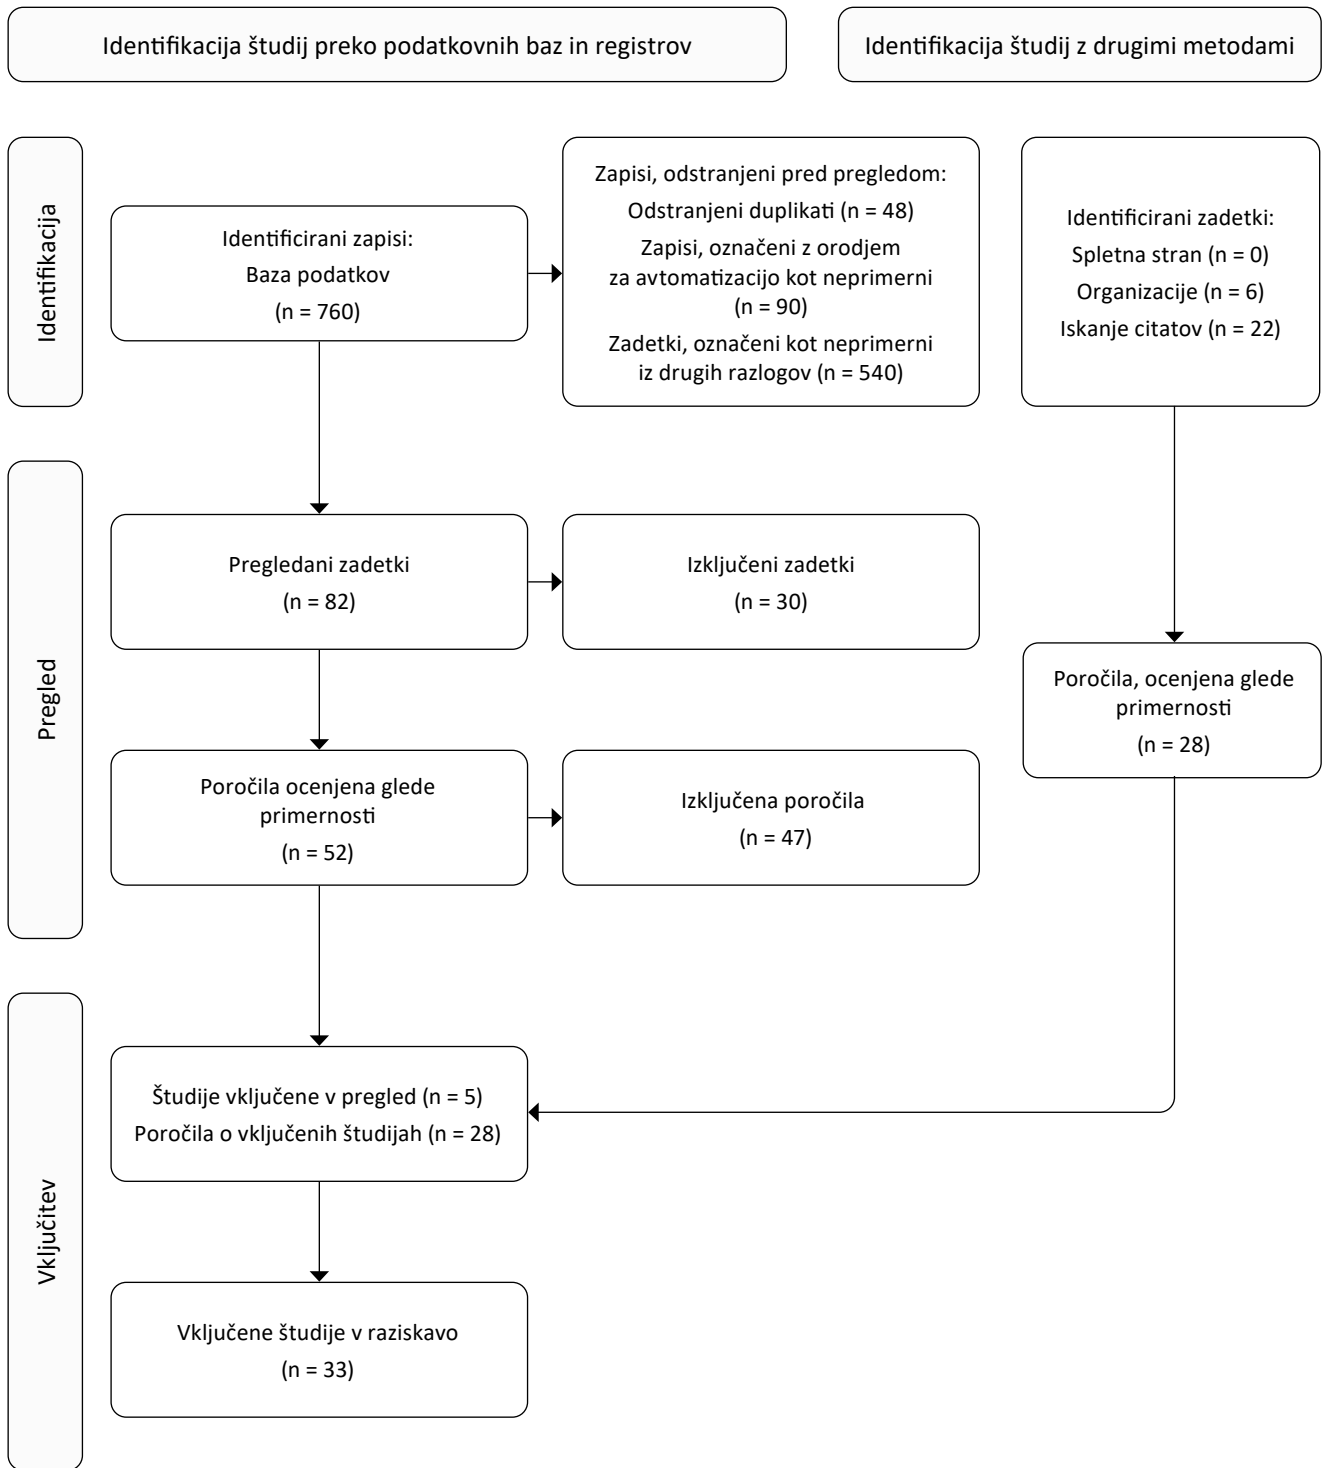 Identifikacija študij preko podatkovnih baz in registrov
Identifikacija študij z drugimi metodami
Identifikacija
Identificirani zapisi:
Baza podatkov
(n = 760)
Zapisi, odstranjeni pred pregledom:
Odstranjeni duplikati (n = 48)
Zapisi, označeni z orodjem
za avtomatizacijo kot neprimerni
(n = 90)
Zadetki, označeni kot neprimerni
iz drugih razlogov (n = 540)
Identificirani zadetki:
Spletna stran (n = 0)
Organizacije (n = 6)
Iskanje citatov (n = 22)
Pregled
Pregledani zadetki
(n = 82)
Izključeni zadetki
(n = 30)
Poročila, ocenjena glede
primernosti
(n = 28)
Poročila ocenjena glede
primernosti
(n = 52)
Izključena poročila
(n = 47)
Vključitev
Študije vključene v pregled (n = 5)
Poročila o vključenih študijah (n = 28)
Vključene študije v raziskavo
(n = 33)